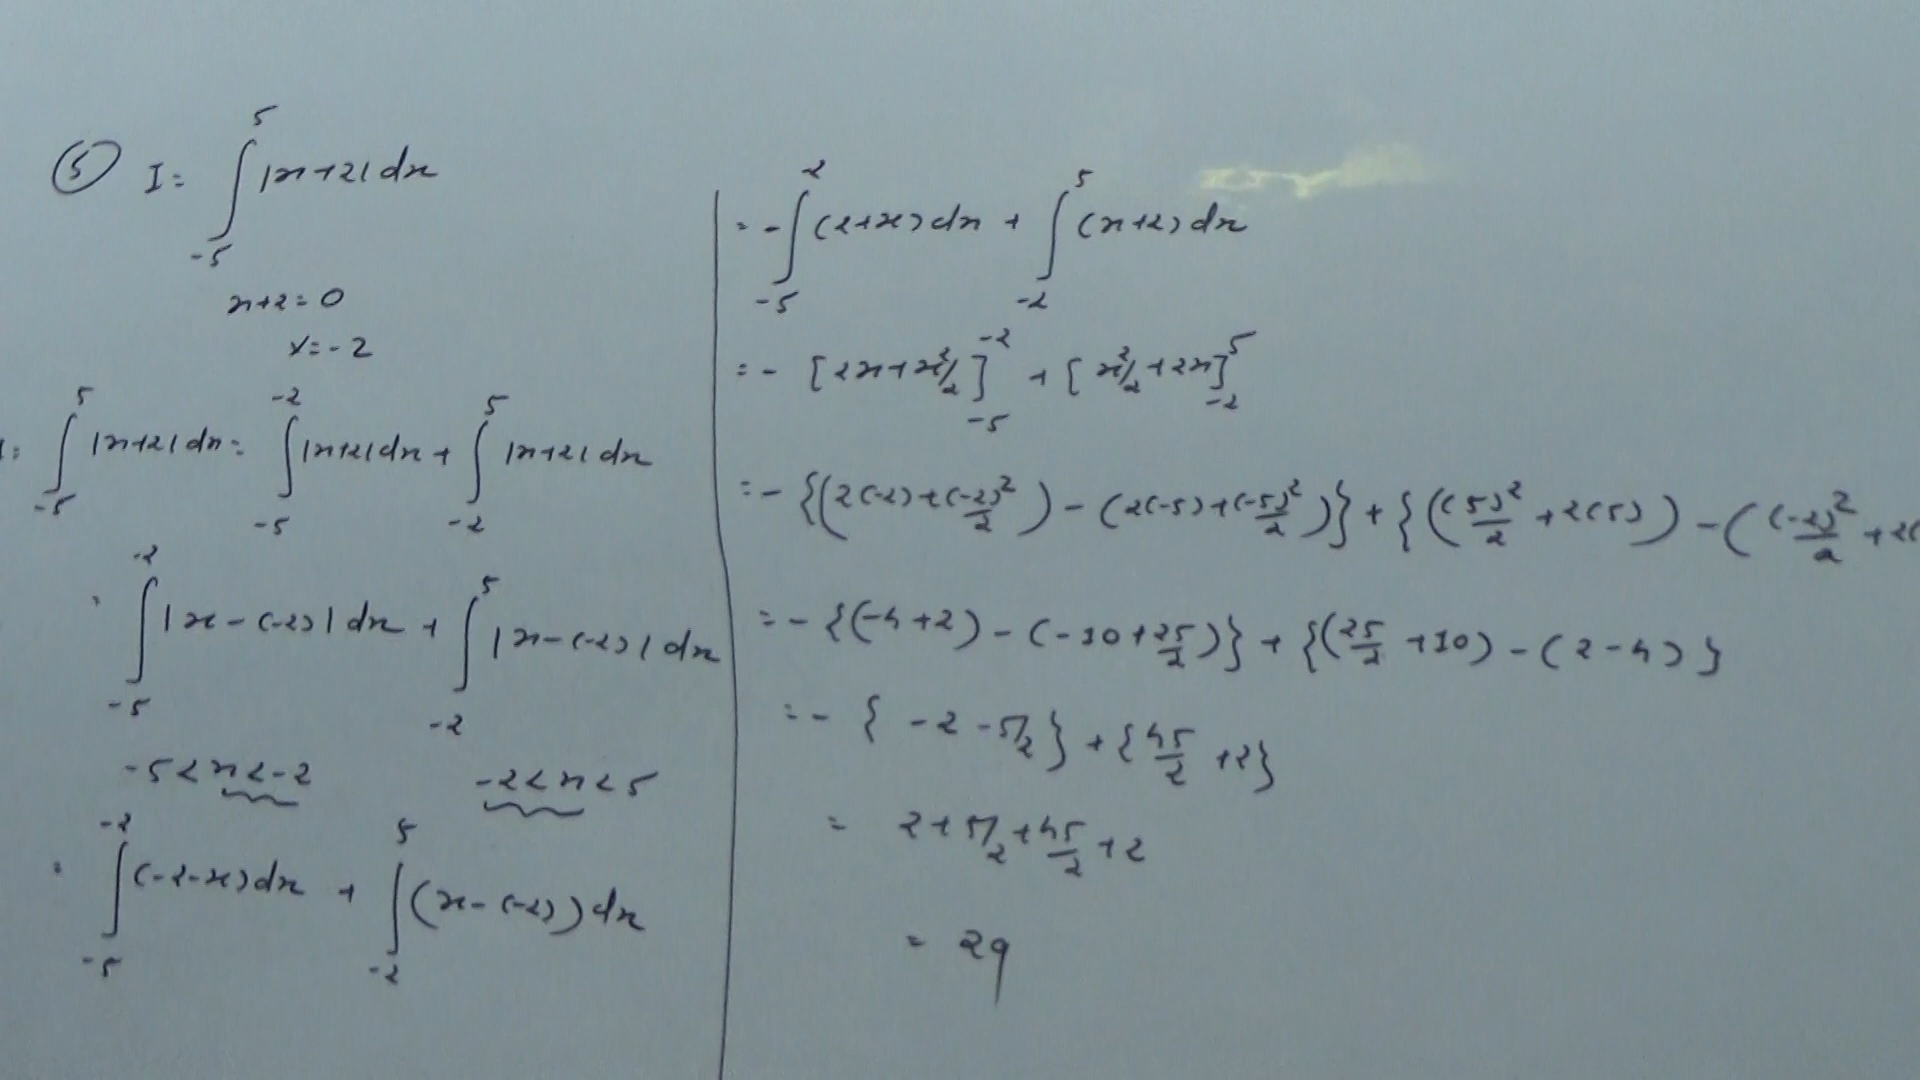 ⑤ I = ∫_{-5}^{5} |x+2| dx
x+2=0
x=-2
I: ∫_{-5}^{5} |x+2| dx = ∫_{-5}^{-2} |x+2| dx + ∫_{-2}^{5} |x+2| dx
= ∫_{-5}^{-2} |x-(-2)| dx + ∫_{-2}^{5} |x-(-2)| dx
-5<x<-2 -2<x<5
= ∫_{-5}^{-2} (-2-x) dx + ∫_{-2}^{5} (x-(-2)) dx
= - ∫_{-5}^{2} (2+x) dx + ∫_{-2}^{5} (x+2) dx
= - [2x+x²/2]_{-5}^{-2} + [x²/2+2x]_{-2}^{5}
= - {(2(-2)+(-2)²/2) - (2(-5)+(-5)²/2)} + {((5)²/2 + 2(5)) - ((-2)²/2 + 2(
= - {(-4+2) - (-10+25/2)} + {(25/2 +10) - (2-4)}
= - {-2-5/2} + {45/2 +2}
= 2+5/2+45/2+2
= 29